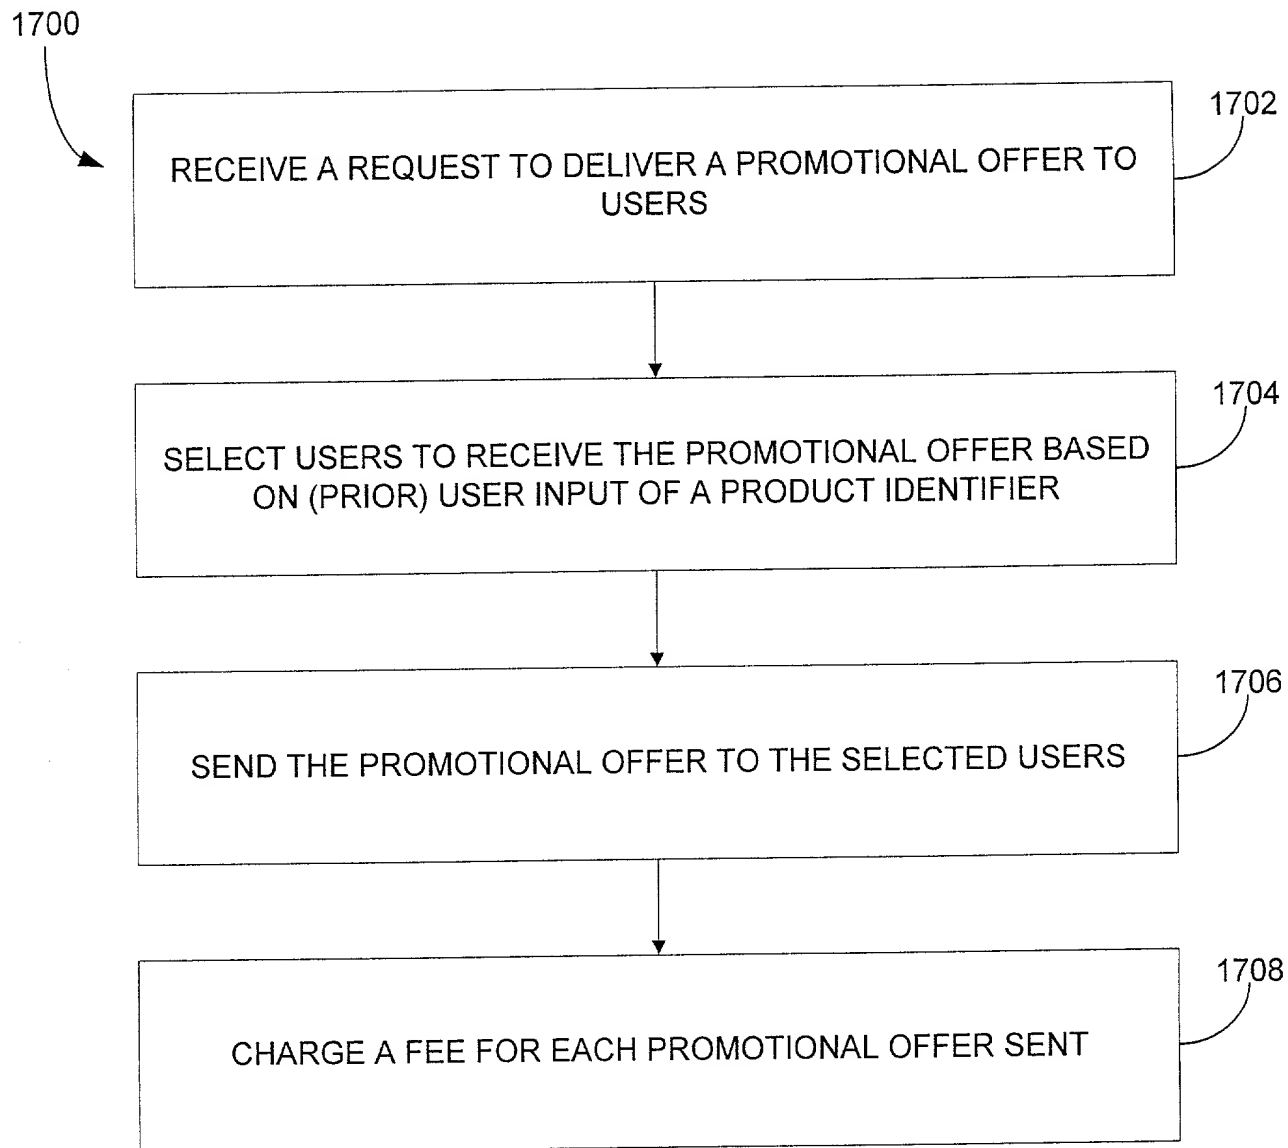 1700
1702
RECEIVE A REQUEST TO DELIVER A PROMOTIONAL OFFER TO
USERS
1704
SELECT USERS TO RECEIVE THE PROMOTIONAL OFFER BASED
ON (PRIOR) USER INPUT OF A PRODUCT IDENTIFIER
1706
SEND THE PROMOTIONAL OFFER TO THE SELECTED USERS
1708
CHARGE A FEE FOR EACH PROMOTIONAL OFFER SENT